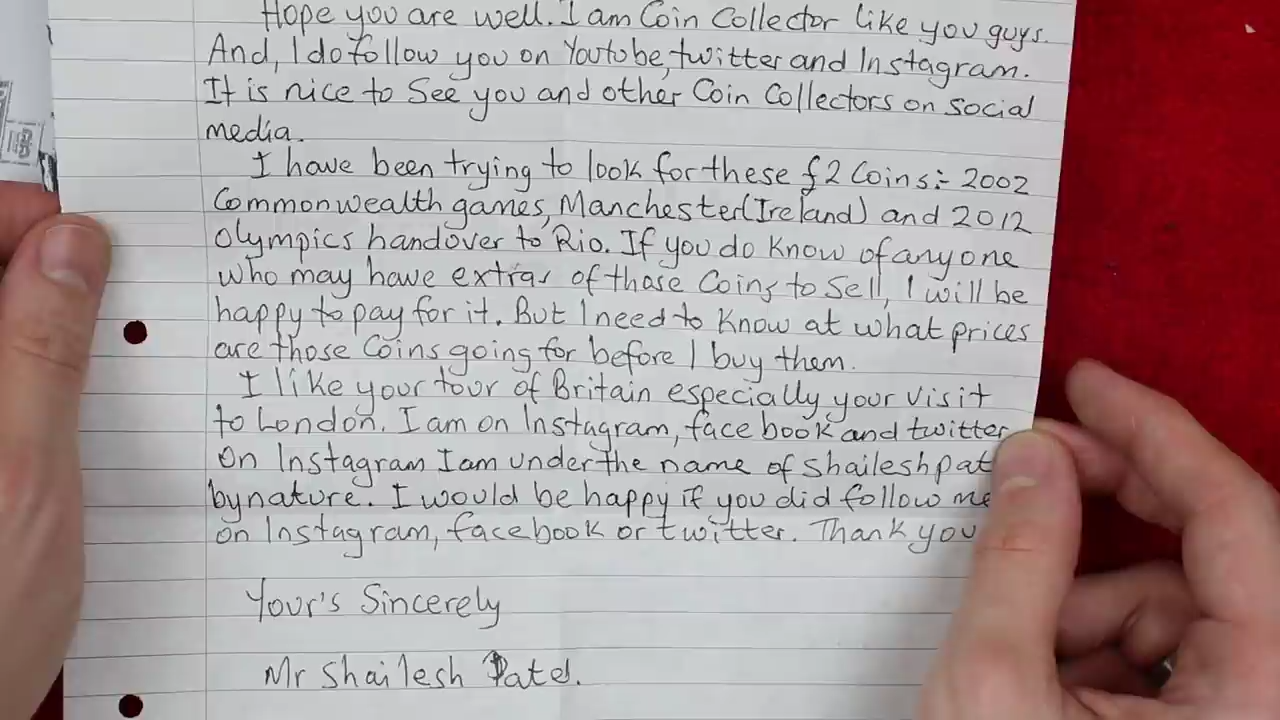 Hope you are well. I am Coin Collector like you guys.
And, I do follow you on Youtobe, twitter and Instagram.
It is nice to See you and other Coin Collectors on social
media.
I have been trying to look for these £2 Coins:- 2002
Commonwealth games, Manchester (Ireland) and 2012
Olympics handover to Rio. If you do know of anyone
who may have extras of those Coins to sell, I will be
happy to pay for it. But I need to know at what prices
are those Coins going for before I buy them.
I like your tour of Britain especially your visit
to London. I am on Instagram, facebook and twitter
On Instagram I am under the name of shaileshpat
bynature. I would be happy if you did follow me
on Instagram, facebook or twitter. Thank you
Your's Sincerely
Mr Shailesh Patel.